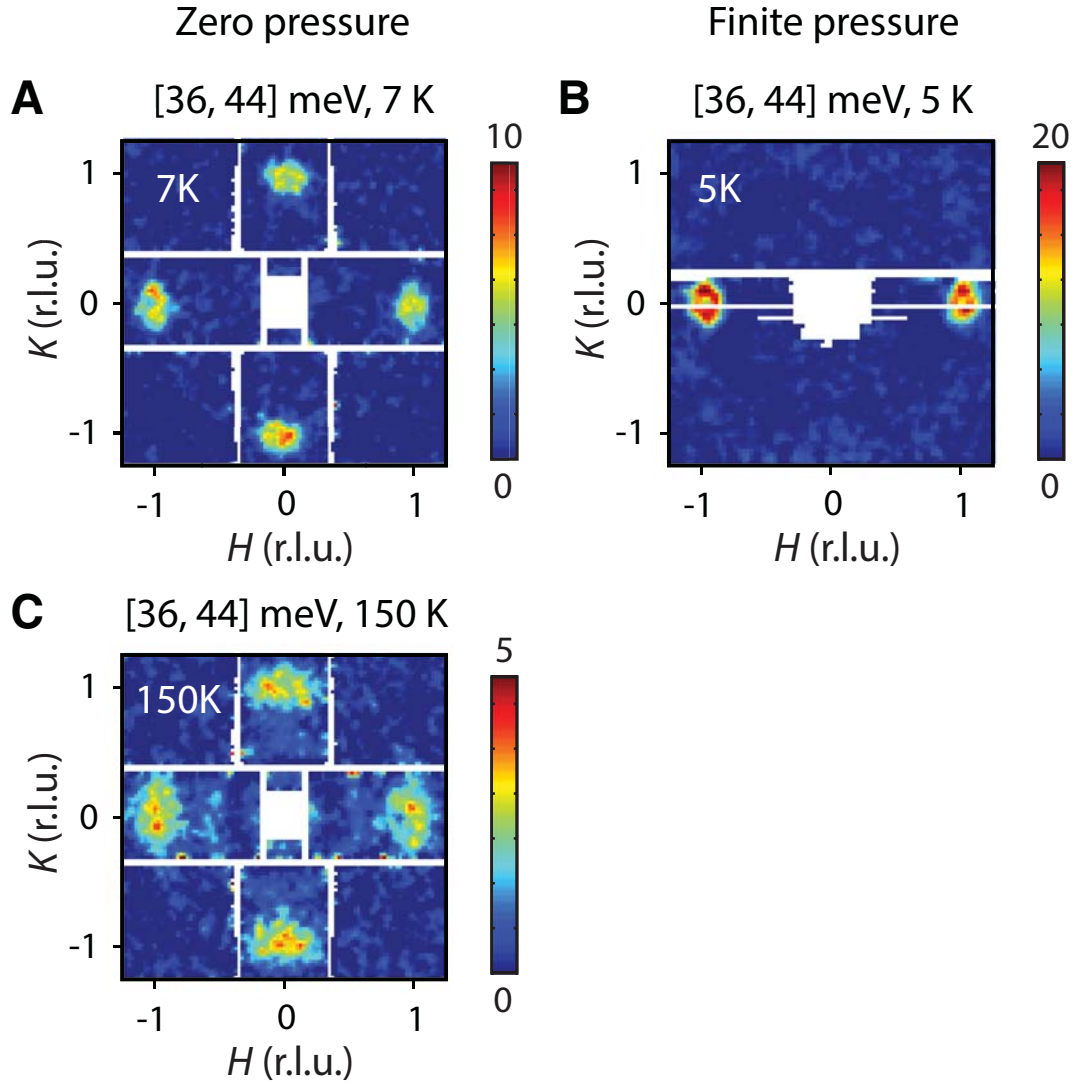 Zero pressure
Finite pressure
A
[36, 44] meV, 7 K
7K
10
0
1
0
-1
K (r.l.u.)
-1
0
1
H (r.l.u.)
B
[36, 44] meV, 5 K
5K
20
0
1
0
-1
K (r.l.u.)
-1
0
1
H (r.l.u.)
C
[36, 44] meV, 150 K
150K
5
0
1
0
-1
K (r.l.u.)
-1
0
1
H (r.l.u.)